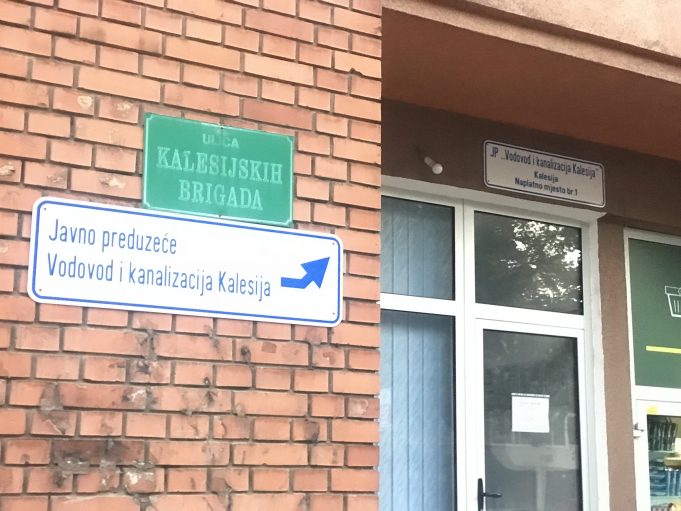 ULICA
KALESIJSKIH
BRIGADA
Javno preduzeće
Vodovod i kanalizacija Kalesija
JP „Vodovod i kanalizacija Kalesija"
Kalesija
Naplatno mjesto br.1